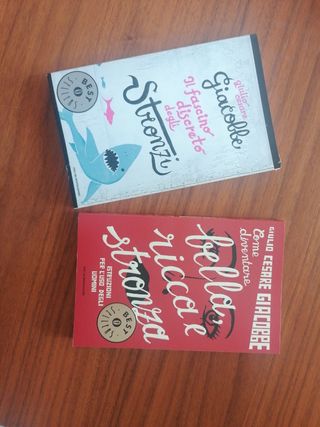 giulio cesare
Giacobbe
Il fascino
discreto
degli
Stronzi
BEST
GIULIO CESARE GIACOBBE
Come
diventare
bella,
ricca e
stronza
ISTRUZIONI
PER L'USO DEGLI
UOMINI
BEST